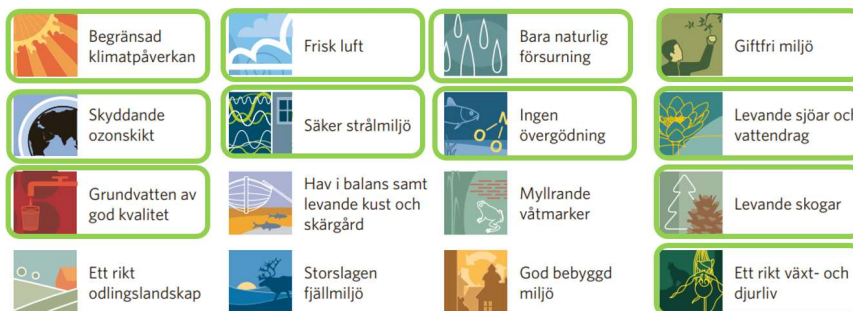 Begränsad
klimatpåverkan
Frisk luft
Bara naturlig
försurning
Giftfri miljö
Skyddande
ozonskikt
Säker strålmiljö
Ingen
övergödning
Levande sjöar och
vattendrag
Grundvatten av
god kvalitet
Hav i balans samt
levande kust och
skärgård
Myllrande
våtmarker
Levande skogar
Ett rikt
odlingslandskap
Storslagen
fjällmiljö
God bebyggd
miljö
Ett rikt växt- och
djurliv